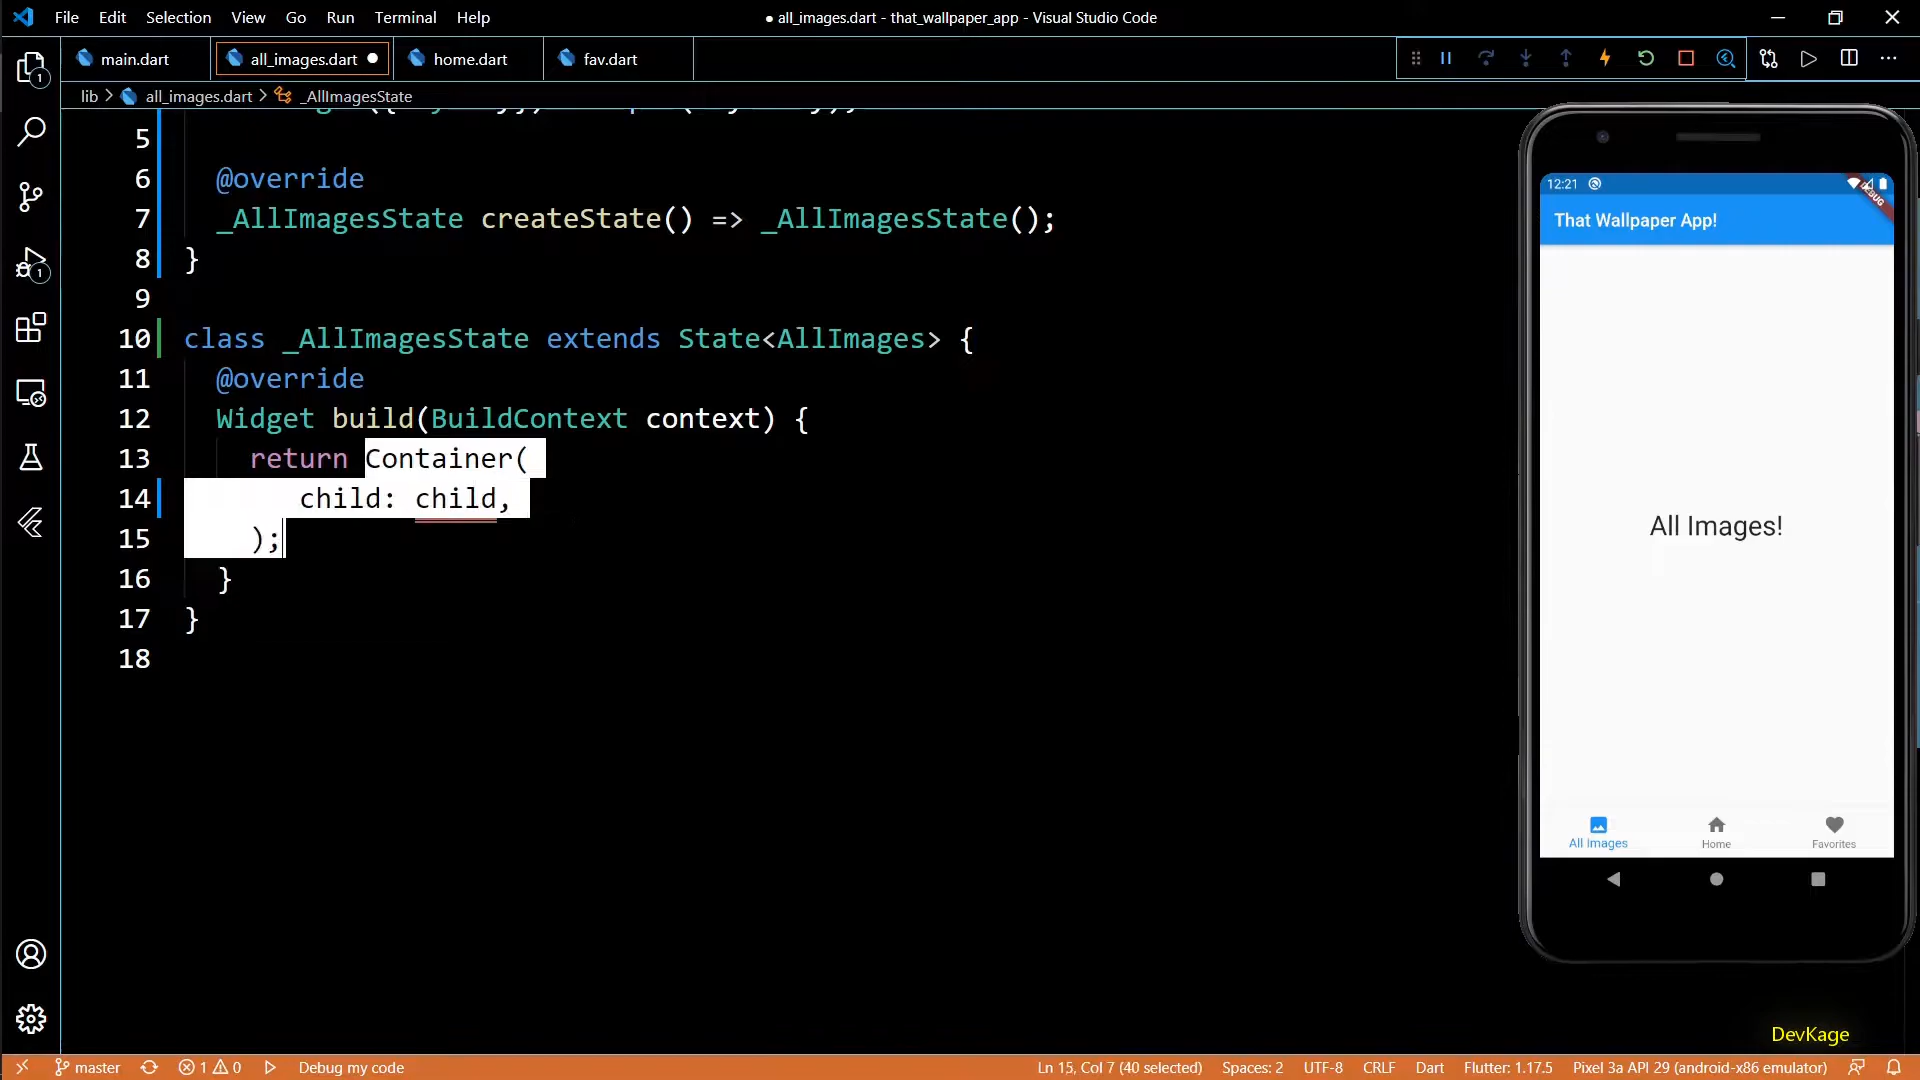 File Edit Selection View Go Run Terminal Help
● all_images.dart - that_wallpaper_app - Visual Studio Code
main.dart
all_images.dart ●
home.dart
fav.dart
lib > all_images.dart > _AllImagesState
5
6 @override
7 _AllImagesState createState() => _AllImagesState();
8 }
9
10 class _AllImagesState extends State<AllImages> {
11 @override
12 Widget build(BuildContext context) {
13 return Container(
14 child: child,
15 );
16 }
17 }
18
1
1
12:21
DEBUG
That Wallpaper App!
All Images!
All Images
Home
Favorites
DevKage
master
1
0
Debug my code
Ln 15, Col 7 (40 selected)
Spaces: 2
UTF-8
CRLF
Dart
Flutter: 1.17.5
Pixel 3a API 29 (android-x86 emulator)